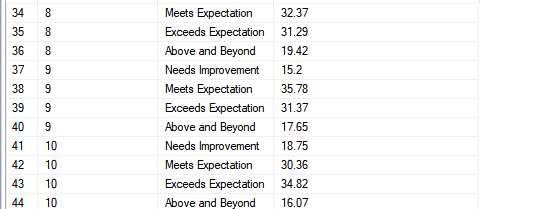 34 8 Meets Expectation 32.37
35 8 Exceeds Expectation 31.29
36 8 Above and Beyond 19.42
37 9 Needs Improvement 15.2
38 9 Meets Expectation 35.78
39 9 Exceeds Expectation 31.37
40 9 Above and Beyond 17.65
41 10 Needs Improvement 18.75
42 10 Meets Expectation 30.36
43 10 Exceeds Expectation 34.82
44 10 Above and Beyond 16.07